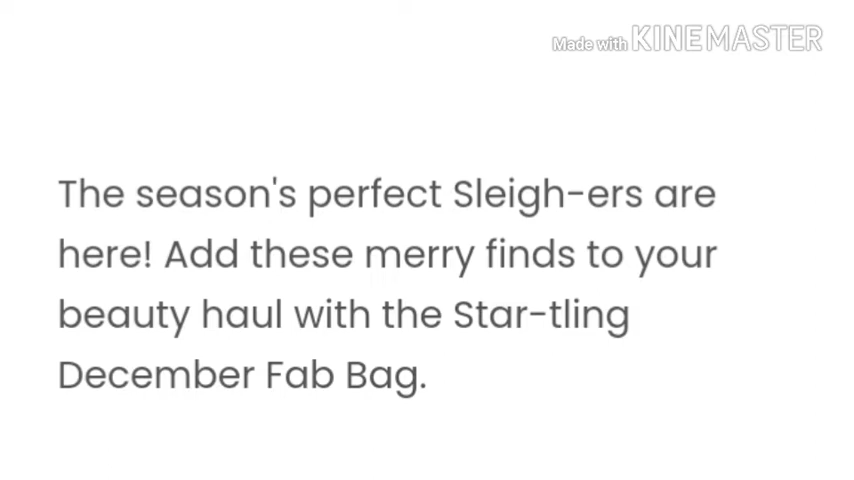 Made with KINEMASTER
The season's perfect Sleigh-ers are
here! Add these merry finds to your
beauty haul with the Star-tling
December Fab Bag.